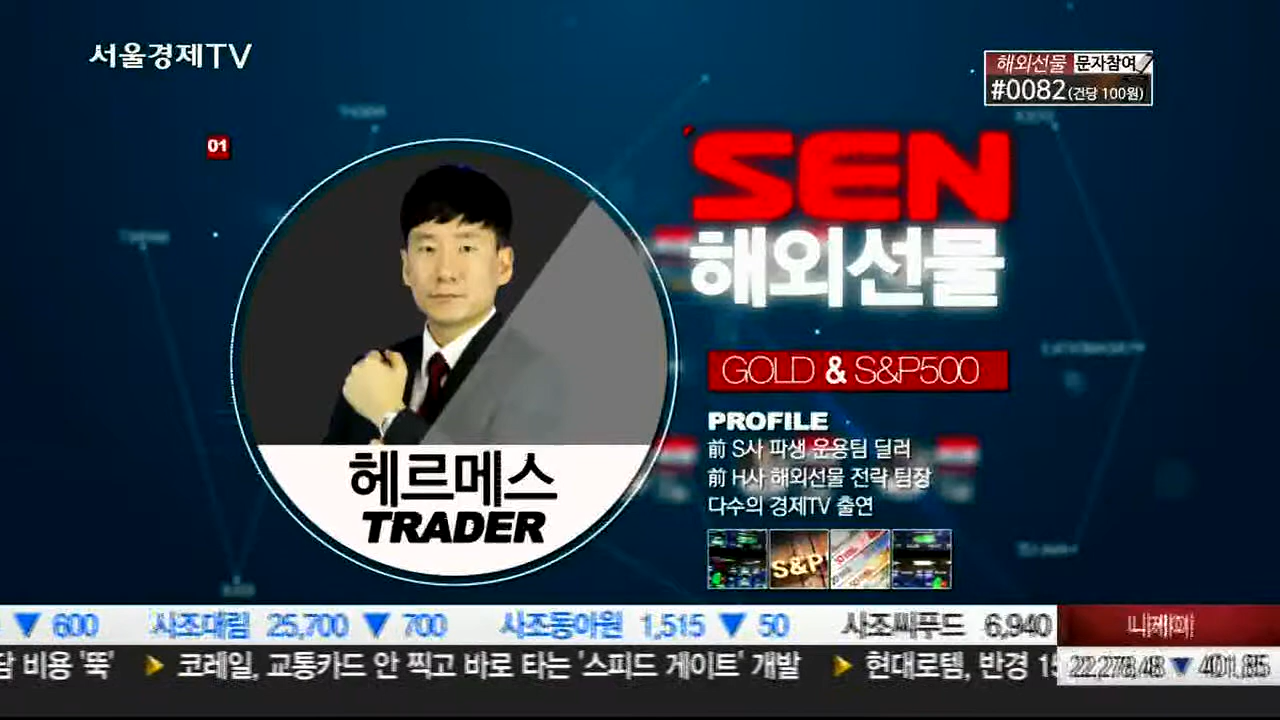 서울경제TV
해외선물 문자참여
#0082(건당 100원)
01
SEN
해외선물
GOLD & S&P500
PROFILE
前 S사 파생 운용팀 딜러
前 H사 해외선물 전략 팀장
다수의 경제TV 출연
S&P
헤르메스
TRADER
▼ 600 사조대림 25,700 ▼ 700 사조동아원 1,515 ▼ 50 사조씨푸드 6,940
담 비용 '뚝' ▶ 코레일, 교통카드 안 찍고 바로 타는 '스피드 게이트' 개발 ▶ 현대로템, 반경 15
22,278.48 ▼ 401.85